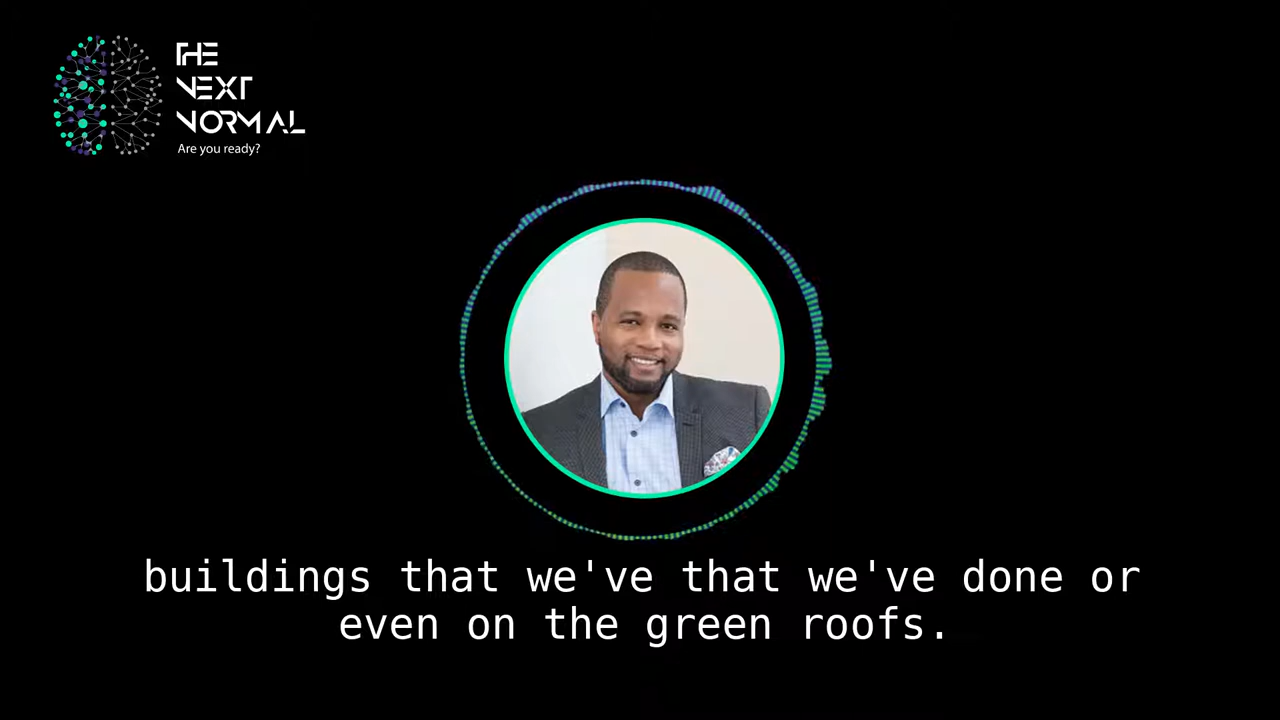 THE
NEXT
NORMAL
Are you ready?
buildings that we've that we've done or
even on the green roofs.